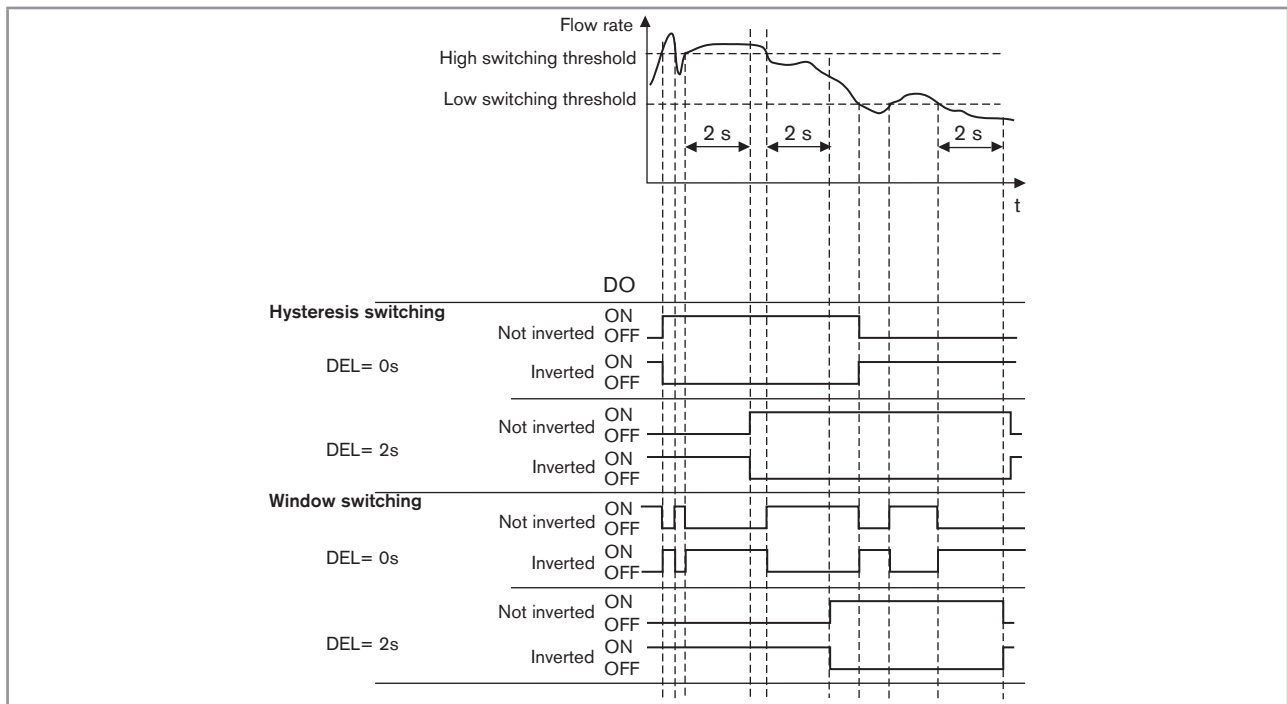 Flow rate
High switching threshold
Low switching threshold
2 s
2 s
2 s
t
DO
Hysteresis switching
DEL= 0s
Not inverted
ON
OFF
Inverted
ON
OFF
DEL= 2s
Not inverted
ON
OFF
Inverted
ON
OFF
Window switching
DEL= 0s
Not inverted
ON
OFF
Inverted
ON
OFF
DEL= 2s
Not inverted
ON
OFF
Inverted
ON
OFF